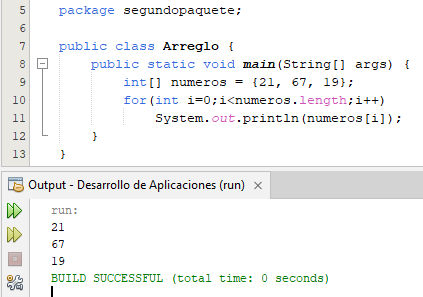 5 package segundopaquete;
6
7 public class Arreglo {
8 public static void main(String[] args) {
9 int[] numeros = {21, 67, 19};
10 for(int i=0;i<numeros.length;i++)
11 System.out.println(numeros[i]);
12 }
13 }
Output - Desarrollo de Aplicaciones (run) ×
run:
21
67
19
BUILD SUCCESSFUL (total time: 0 seconds)